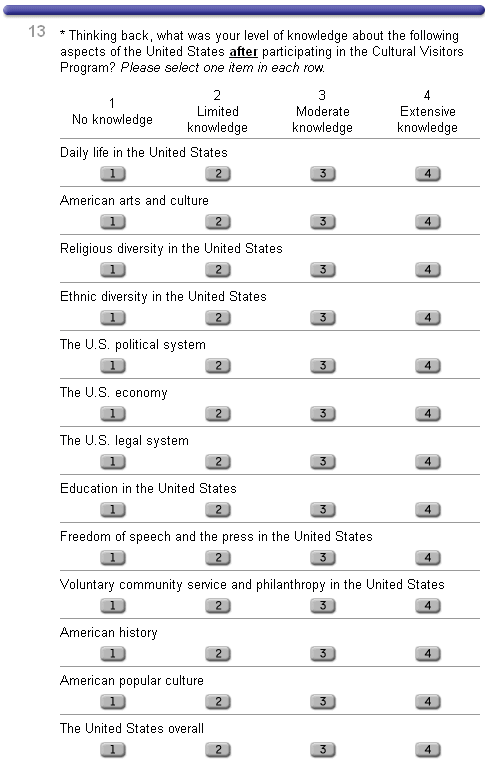 13 * Thinking back, what was your level of knowledge about the following
aspects of the United States after participating in the Cultural Visitors
Program? Please select one item in each row.
1 2 3 4
No knowledge Limited knowledge Moderate knowledge Extensive knowledge
Daily life in the United States
1 2 3 4
American arts and culture
1 2 3 4
Religious diversity in the United States
1 2 3 4
Ethnic diversity in the United States
1 2 3 4
The U.S. political system
1 2 3 4
The U.S. economy
1 2 3 4
The U.S. legal system
1 2 3 4
Education in the United States
1 2 3 4
Freedom of speech and the press in the United States
1 2 3 4
Voluntary community service and philanthropy in the United States
1 2 3 4
American history
1 2 3 4
American popular culture
1 2 3 4
The United States overall
1 2 3 4